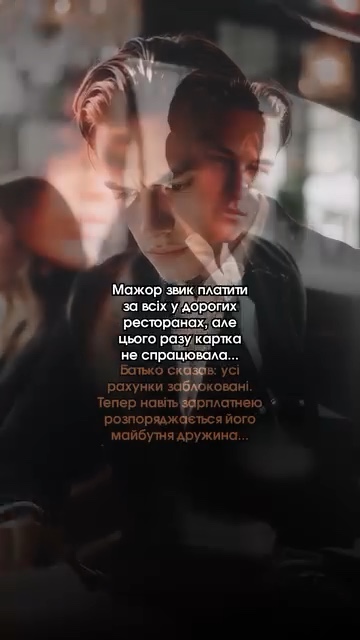 Мажор звик платити
за всіх у дорогих
ресторанах, але
цього разу картка
не спрацювала...
Батько сказав: усі
рахунки заблоковані.
Тепер навіть зарплатнею
розпоряджається його
майбутня дружина...